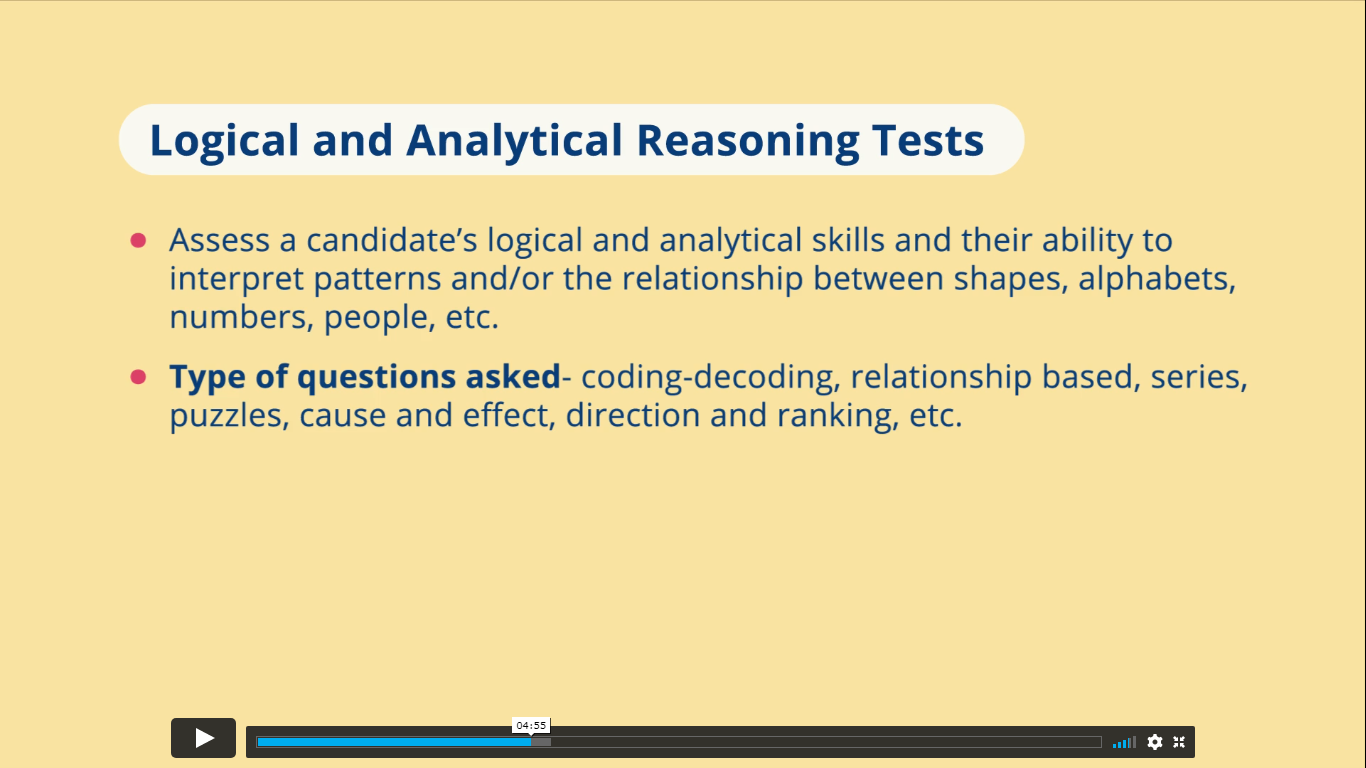 Logical and Analytical Reasoning Tests
Assess a candidate’s logical and analytical skills and their ability to
interpret patterns and/or the relationship between shapes, alphabets,
numbers, people, etc.
Type of questions asked- coding-decoding, relationship based, series,
puzzles, cause and effect, direction and ranking, etc.
04:55